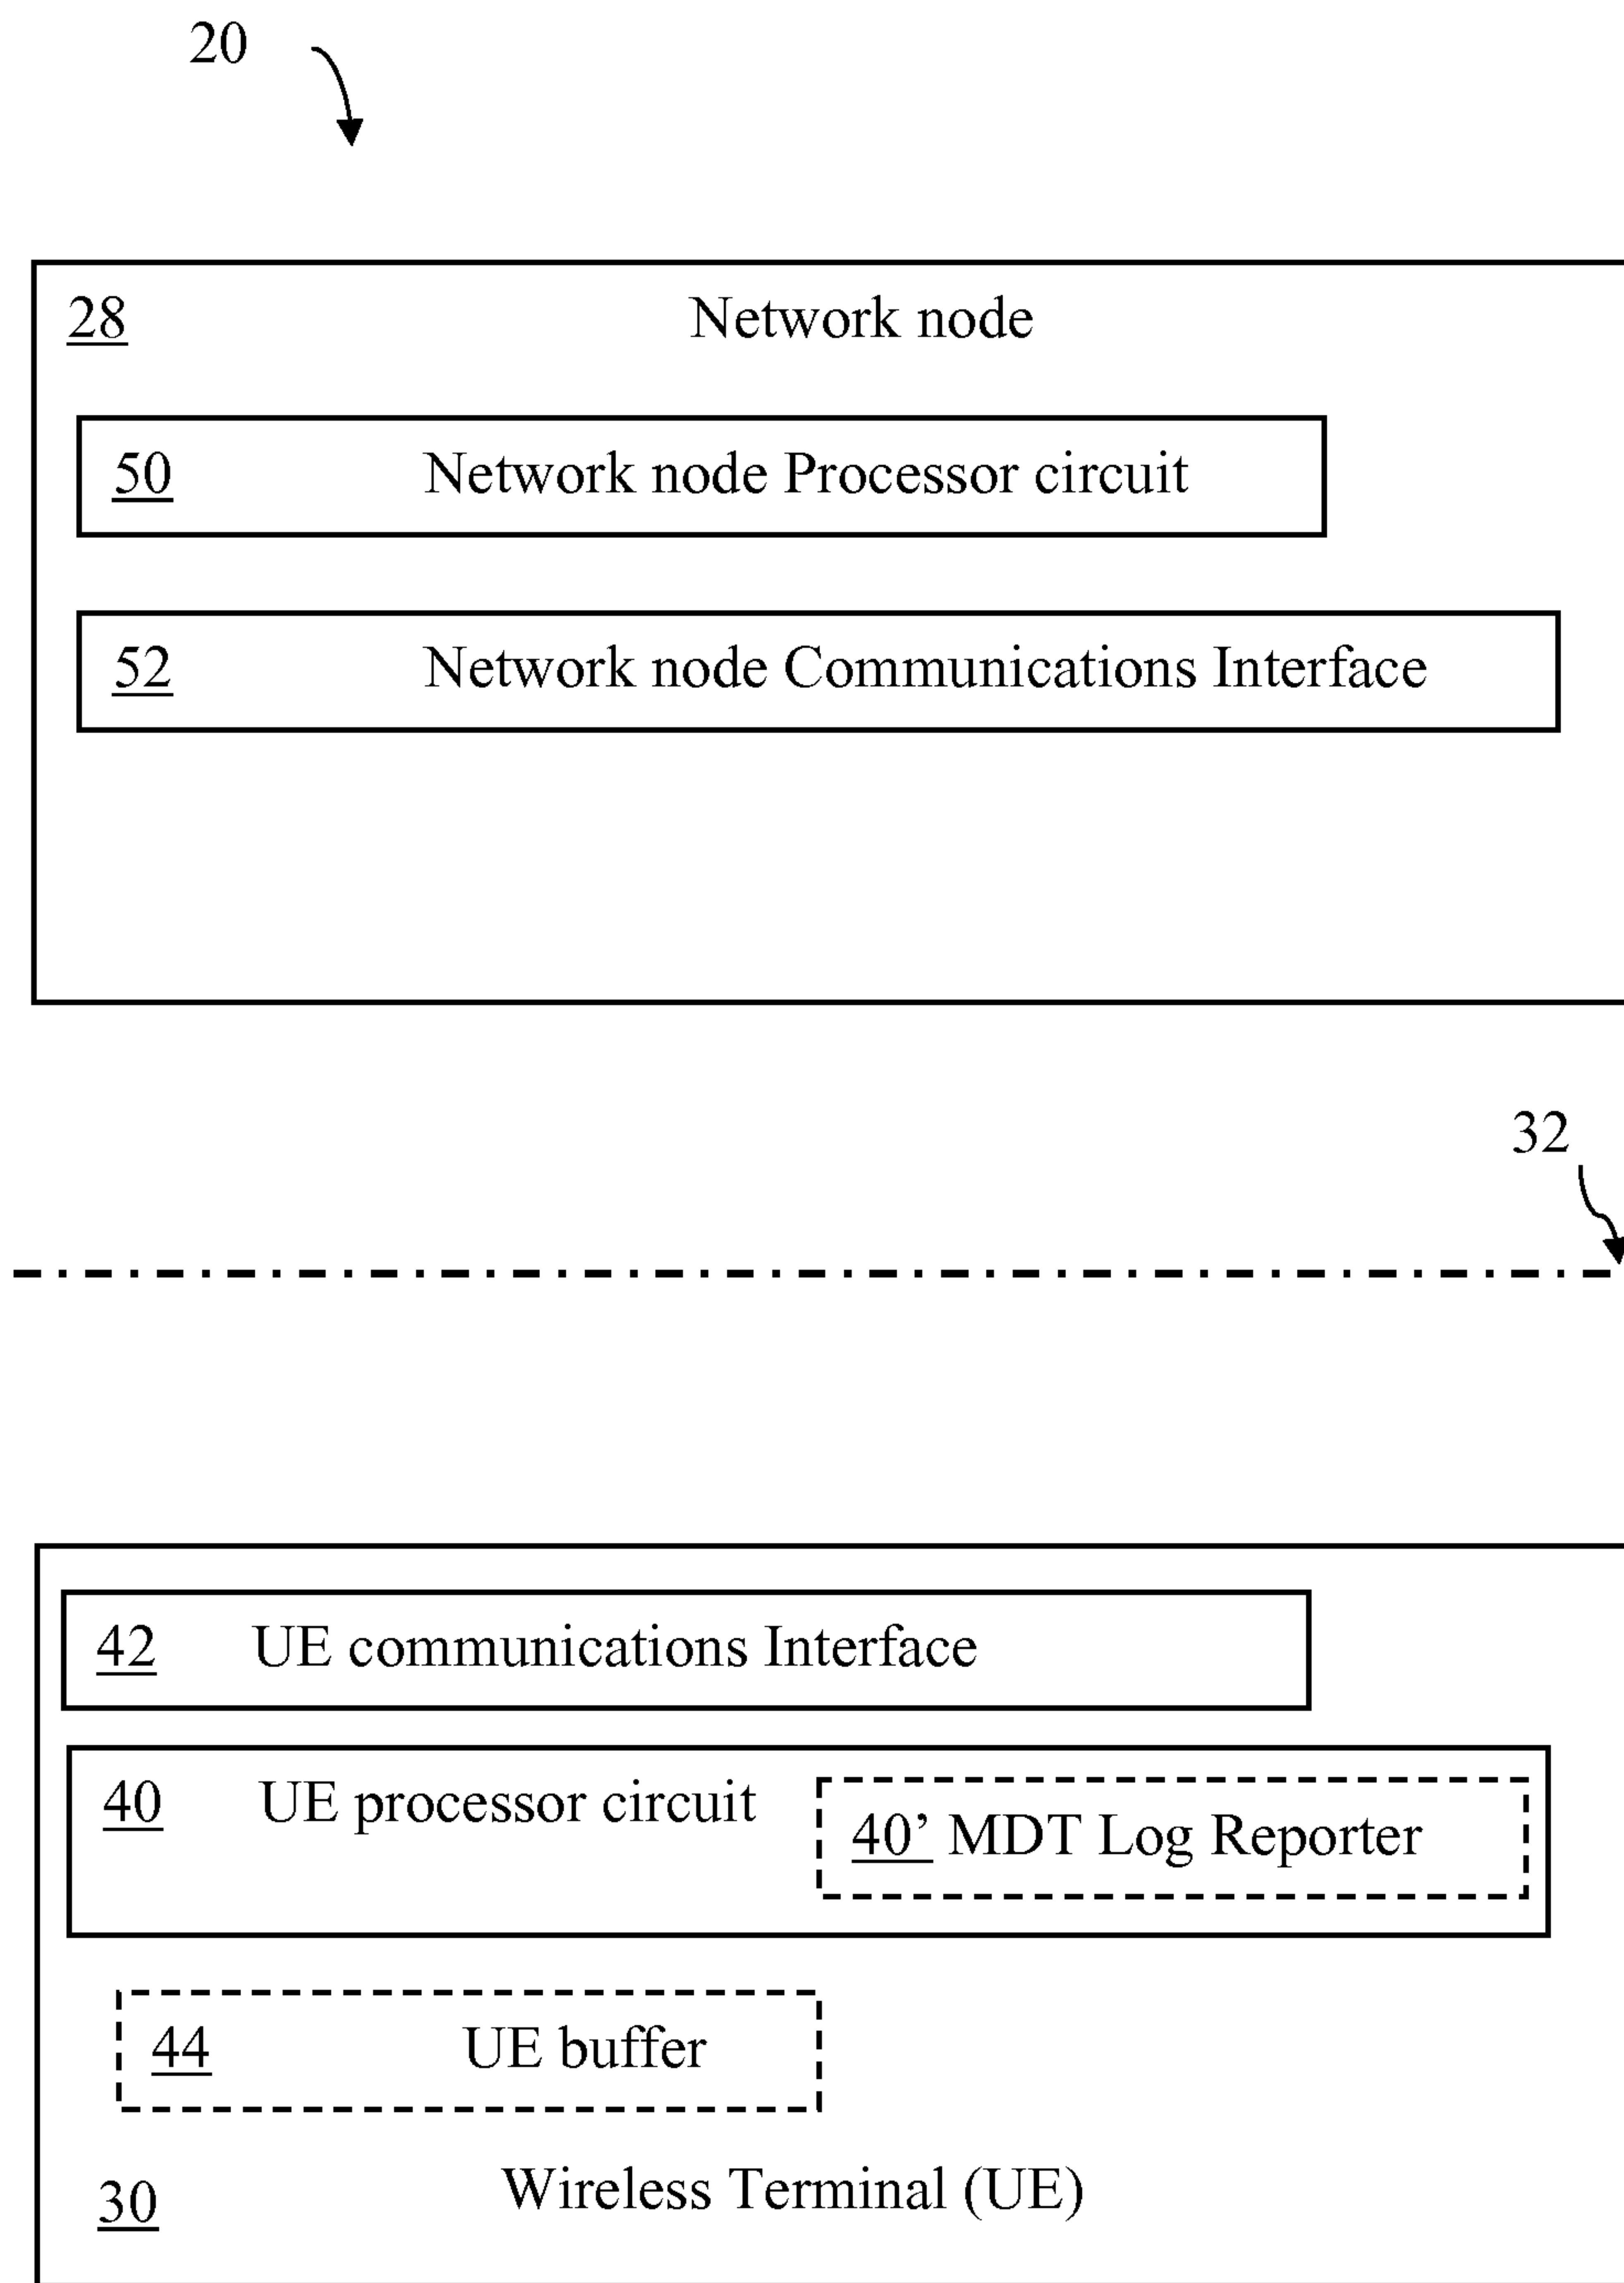 20
28 Network node
50 Network node Processor circuit
52 Network node Communications Interface
32
42 UE communications Interface
40 UE processor circuit
40’ MDT Log Reporter
44 UE buffer
30 Wireless Terminal (UE)